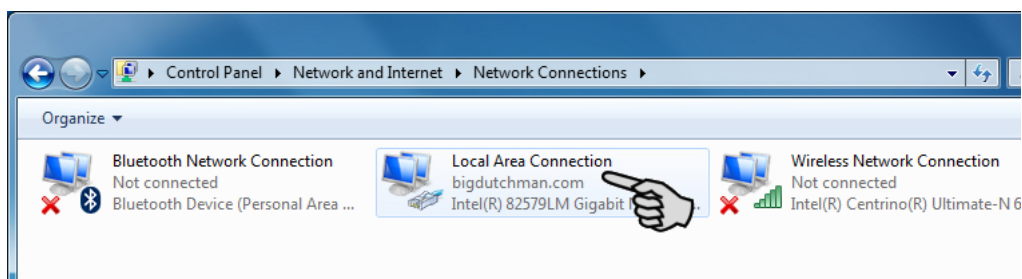 Control Panel Network and Internet Network Connections
Organize
Bluetooth Network Connection
Not connected
Bluetooth Device (Personal Area ...
Local Area Connection
bigdutchman.com
Intel(R) 82579LM Gigabit
Wireless Network Connection
Not connected
Intel(R) Centrino(R) Ultimate-N 6